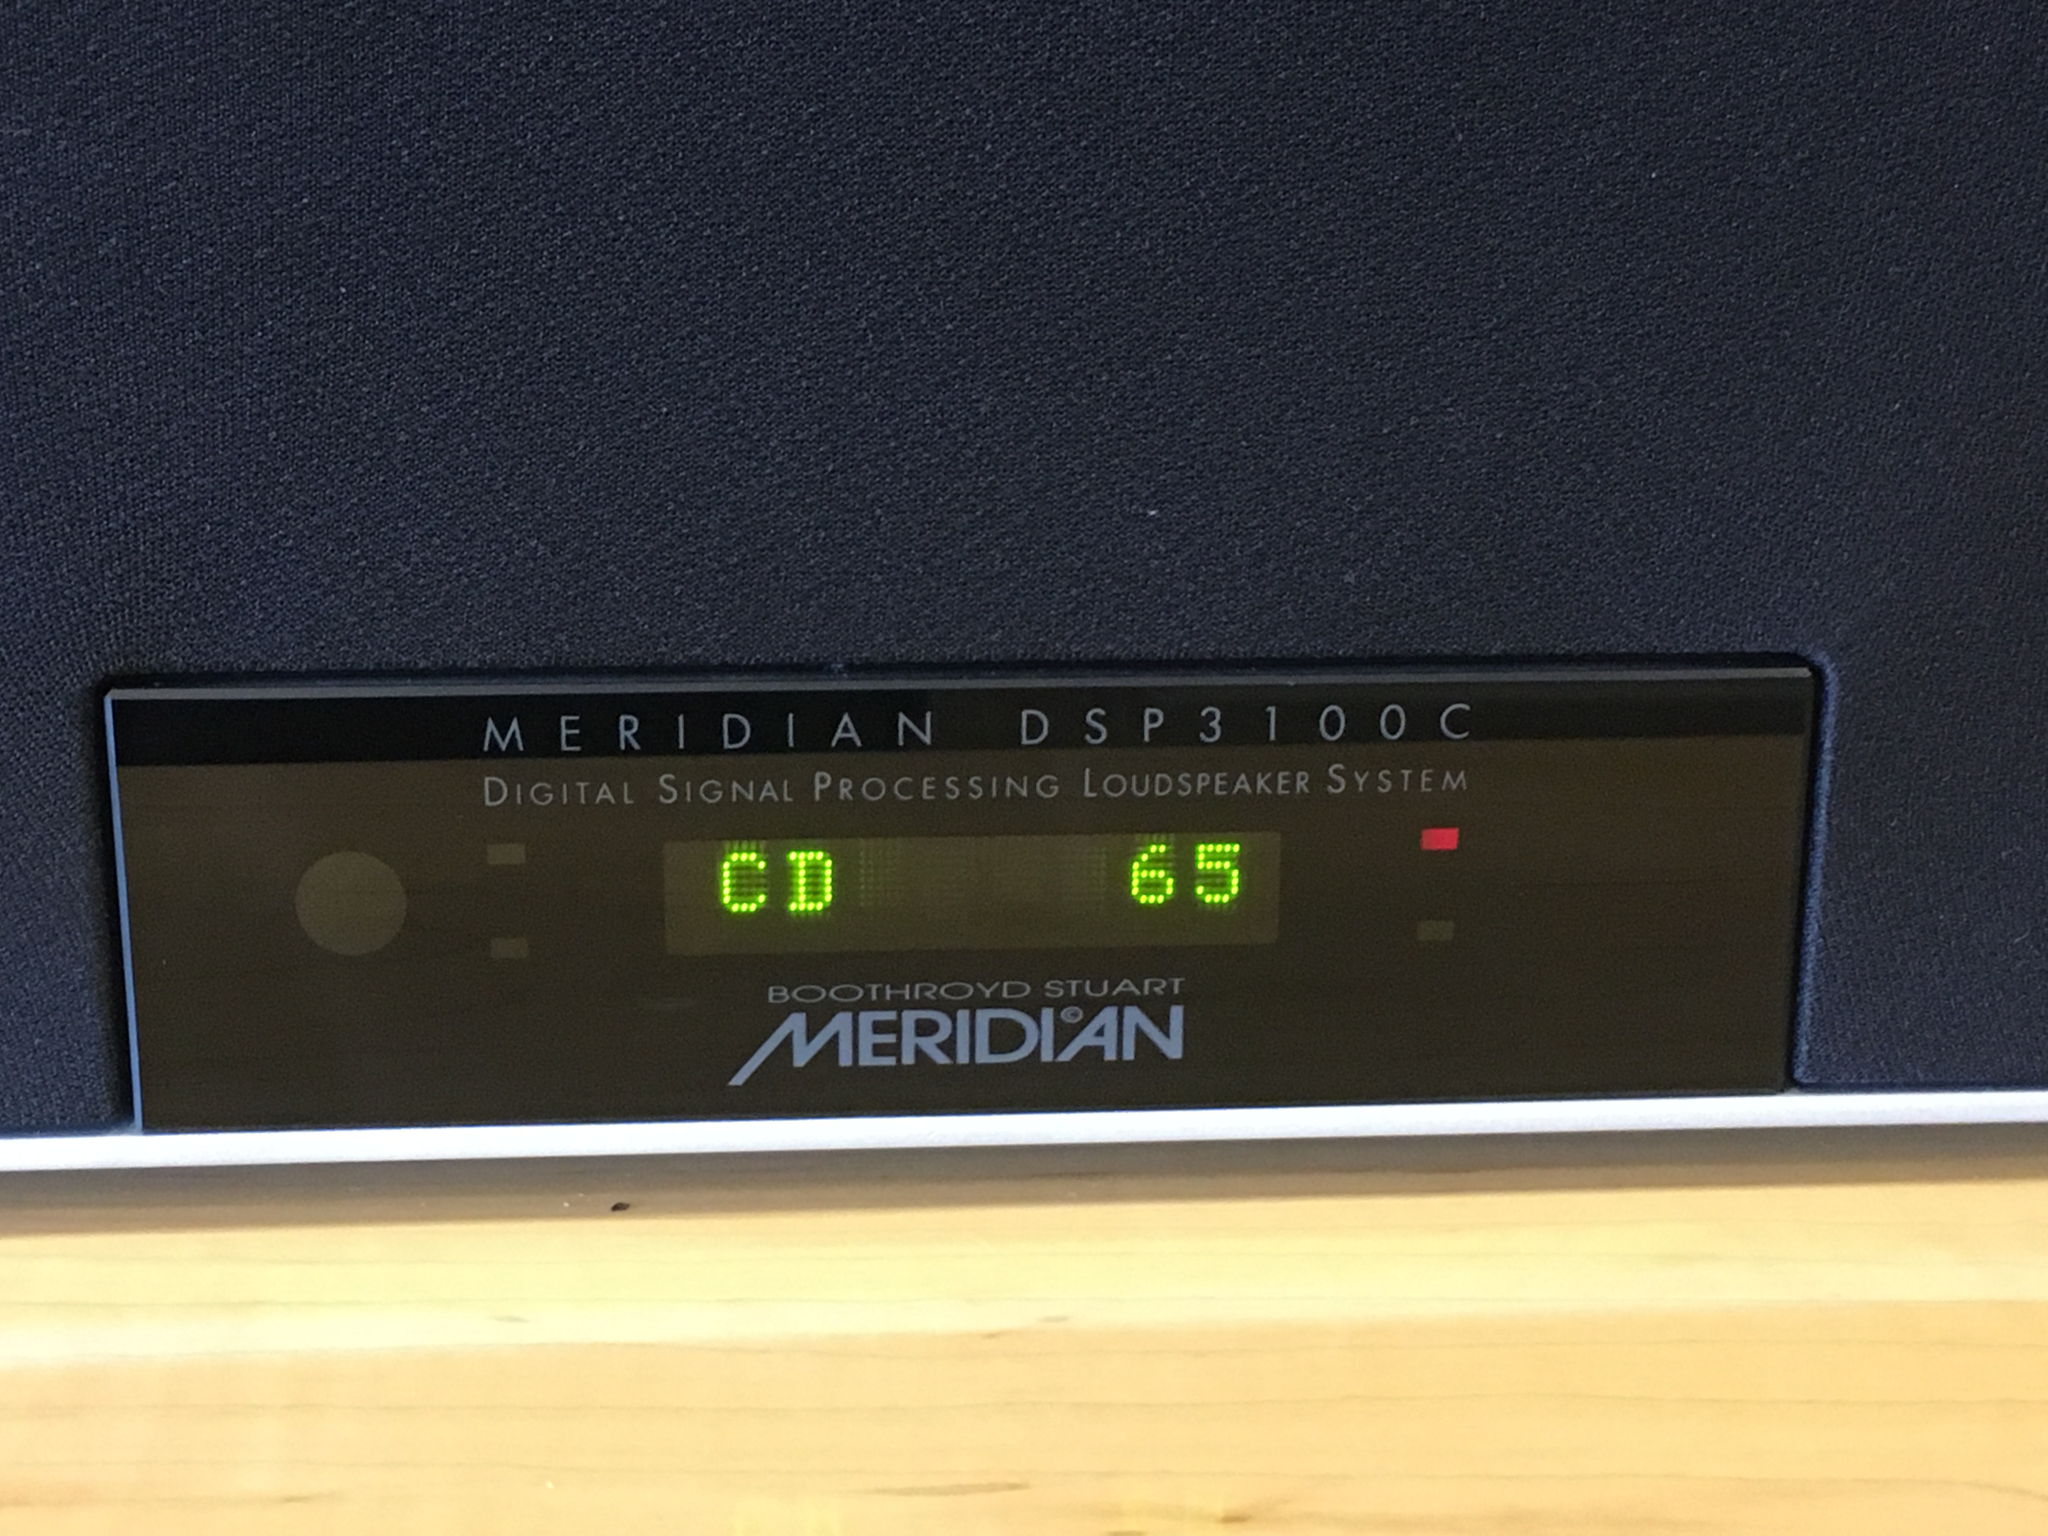 MERIDIAN DSP3100C
DIGITAL SIGNAL PROCESSING LOUDSPEAKER SYSTEM
CD 65
BOOTHROYD STUART
MERIDIAN©